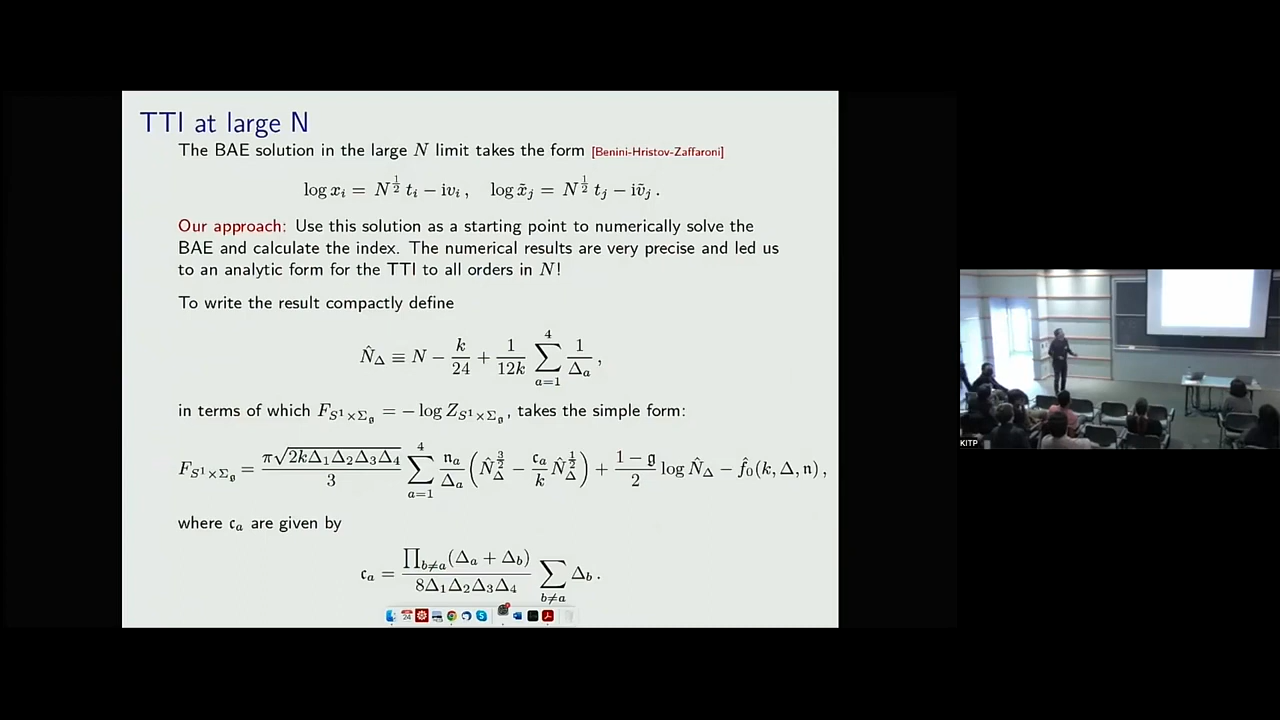 TTI at large N
The BAE solution in the large N limit takes the form [Benini-Hristov-Zaffaroni]
log x_i = N^{1/2} t_i − iv_i , log x̃_j = N^{1/2} t_j − iṽ_j .
Our approach: Use this solution as a starting point to numerically solve the
BAE and calculate the index. The numerical results are very precise and led us
to an analytic form for the TTI to all orders in N!
To write the result compactly define
N̂_Δ ≡ N − k/24 + 1/(12k) ∑_{a=1}^{4} 1/Δ_a ,
in terms of which F_{S^1×Σ_𝔤} = − log Z_{S^1×Σ_𝔤}, takes the simple form:
F_{S^1×Σ_𝔤} = π√(2kΔ_1Δ_2Δ_3Δ_4)/3 ∑_{a=1}^{4} 𝔫_a/Δ_a (N̂_Δ^{3/2} − 𝔠_a/k N̂_Δ^{1/2}) + (1−𝔤)/2 log N̂_Δ − f̂_0(k, Δ, 𝔫) ,
where 𝔠_a are given by
𝔠_a = ∏_{b≠a}(Δ_a + Δ_b)/(8Δ_1Δ_2Δ_3Δ_4) ∑_{b≠a} Δ_b .
KITP